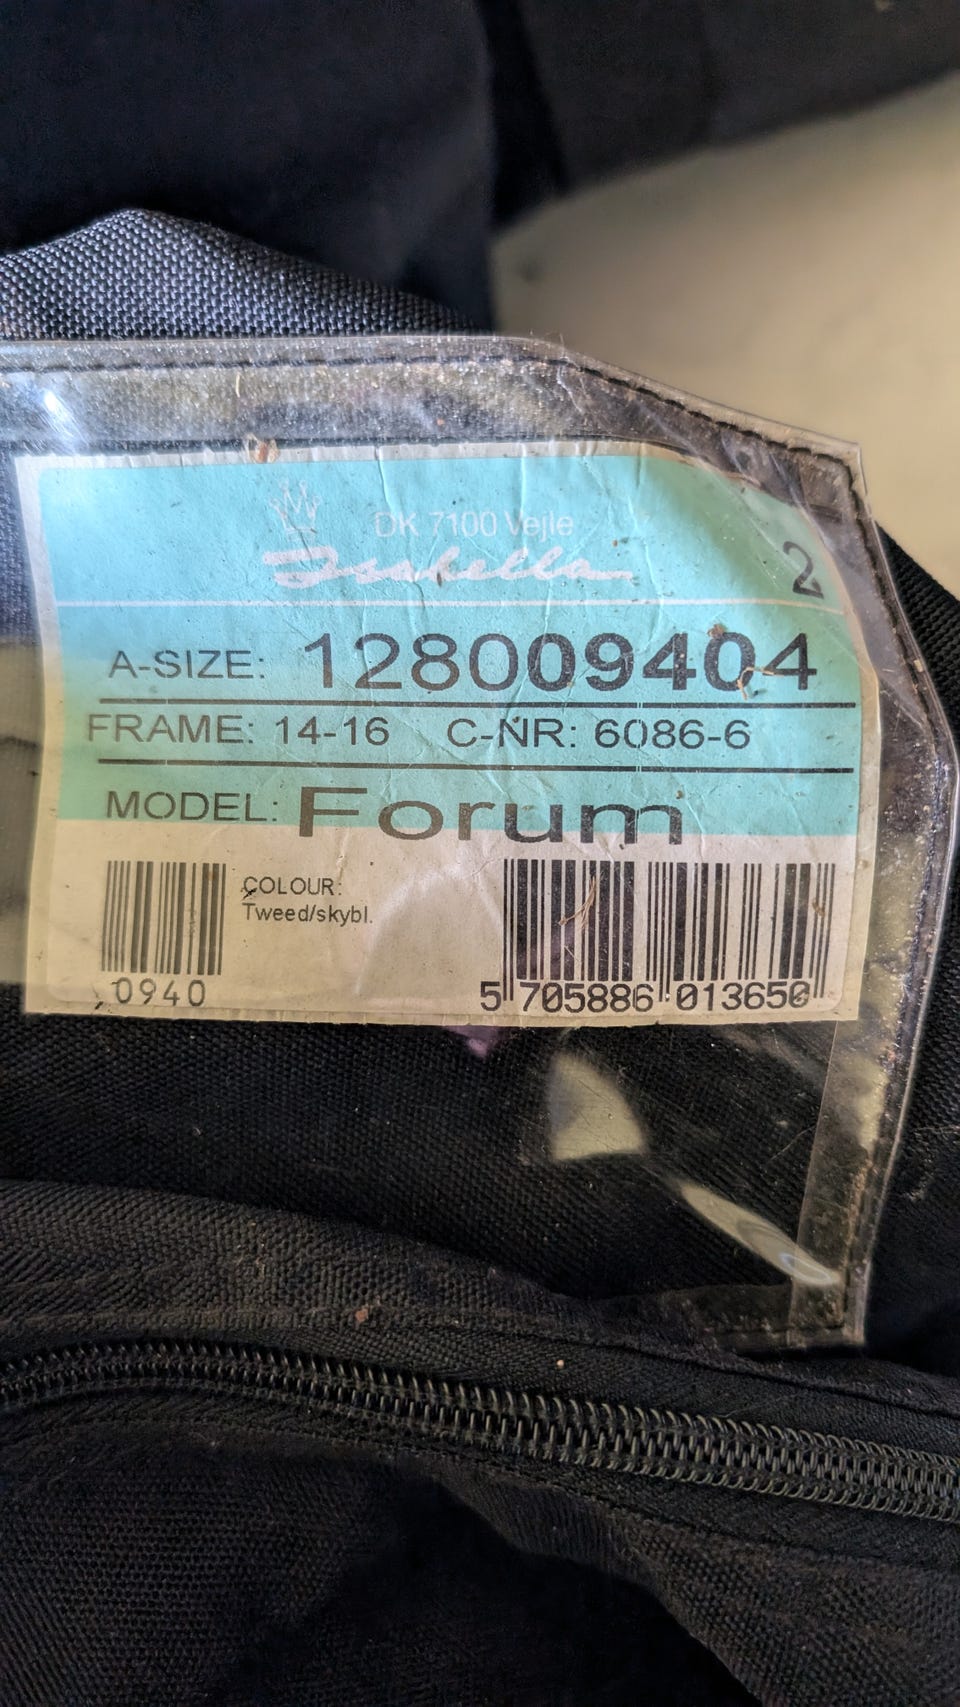 DK 7100 Vejle
Isabella
2
A-SIZE: 128009404
FRAME: 14-16 C-NR: 6086-6
MODEL: Forum
COLOUR:
Tweed/skybl.
0940
5 705886 013650